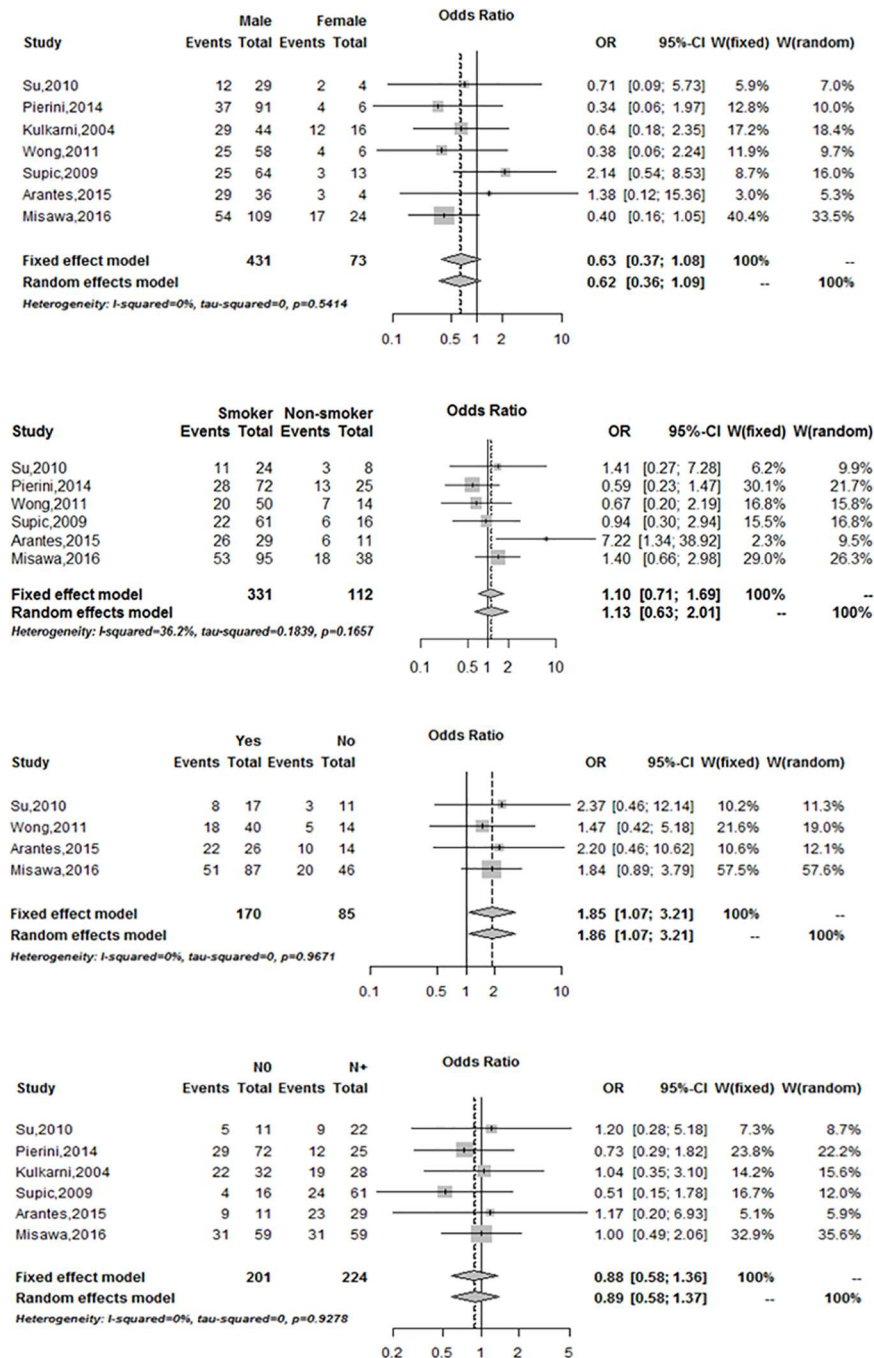 Male Female Odds Ratio
Study Events Total Events Total OR 95%-CI W(fixed) W(random)
Su,2010 12 29 2 4 0.71 [0.09; 5.73] 5.9% 7.0%
Pierini,2014 37 91 4 6 0.34 [0.06; 1.97] 12.8% 10.0%
Kulkarni,2004 29 44 12 16 0.64 [0.18; 2.35] 17.2% 18.4%
Wong,2011 25 58 4 6 0.38 [0.06; 2.24] 11.9% 9.7%
Supic,2009 25 64 3 13 2.14 [0.54; 8.53] 8.7% 16.0%
Arantes,2015 29 36 3 4 1.38 [0.12; 15.36] 3.0% 5.3%
Misawa,2016 54 109 17 24 0.40 [0.16; 1.05] 40.4% 33.5%
Fixed effect model 431 73 0.63 [0.37; 1.08] 100% --
Random effects model 0.62 [0.36; 1.09] -- 100%
Heterogeneity: I-squared=0%, tau-squared=0, p=0.5414
0.1 0.5 1 2 10
Smoker Non-smoker Odds Ratio
Study Events Total Events Total OR 95%-CI W(fixed) W(random)
Su,2010 11 24 3 8 1.41 [0.27; 7.28] 6.2% 9.9%
Pierini,2014 28 72 13 25 0.59 [0.23; 1.47] 30.1% 21.7%
Wong,2011 20 50 7 14 0.67 [0.20; 2.19] 16.8% 15.8%
Supic,2009 22 61 6 16 0.94 [0.30; 2.94] 15.5% 16.8%
Arantes,2015 26 29 6 11 7.22 [1.34; 38.92] 2.3% 9.5%
Misawa,2016 53 95 18 38 1.40 [0.66; 2.98] 29.0% 26.3%
Fixed effect model 331 112 1.10 [0.71; 1.69] 100% --
Random effects model 1.13 [0.63; 2.01] -- 100%
Heterogeneity: I-squared=36.2%, tau-squared=0.1839, p=0.1657
0.1 0.5 1 2 10
Yes No Odds Ratio
Study Events Total Events Total OR 95%-CI W(fixed) W(random)
Su,2010 8 17 3 11 2.37 [0.46; 12.14] 10.2% 11.3%
Wong,2011 18 40 5 14 1.47 [0.42; 5.18] 21.6% 19.0%
Arantes,2015 22 26 10 14 2.20 [0.46; 10.62] 10.6% 12.1%
Misawa,2016 51 87 20 46 1.84 [0.89; 3.79] 57.5% 57.6%
Fixed effect model 170 85 1.85 [1.07; 3.21] 100% --
Random effects model 1.86 [1.07; 3.21] -- 100%
Heterogeneity: I-squared=0%, tau-squared=0, p=0.9671
0.1 0.5 1 2 10
N0 N+ Odds Ratio
Study Events Total Events Total OR 95%-CI W(fixed) W(random)
Su,2010 5 11 9 22 1.20 [0.28; 5.18] 7.3% 8.7%
Pierini,2014 29 72 12 25 0.73 [0.29; 1.82] 23.8% 22.2%
Kulkarni,2004 22 32 19 28 1.04 [0.35; 3.10] 14.2% 15.6%
Supic,2009 4 16 24 61 0.51 [0.15; 1.78] 16.7% 12.0%
Arantes,2015 9 11 23 29 1.17 [0.20; 6.93] 5.1% 5.9%
Misawa,2016 31 59 31 59 1.00 [0.49; 2.06] 32.9% 35.6%
Fixed effect model 201 224 0.88 [0.58; 1.36] 100% --
Random effects model 0.89 [0.58; 1.37] -- 100%
Heterogeneity: I-squared=0%, tau-squared=0, p=0.9278
0.2 0.5 1 2 5